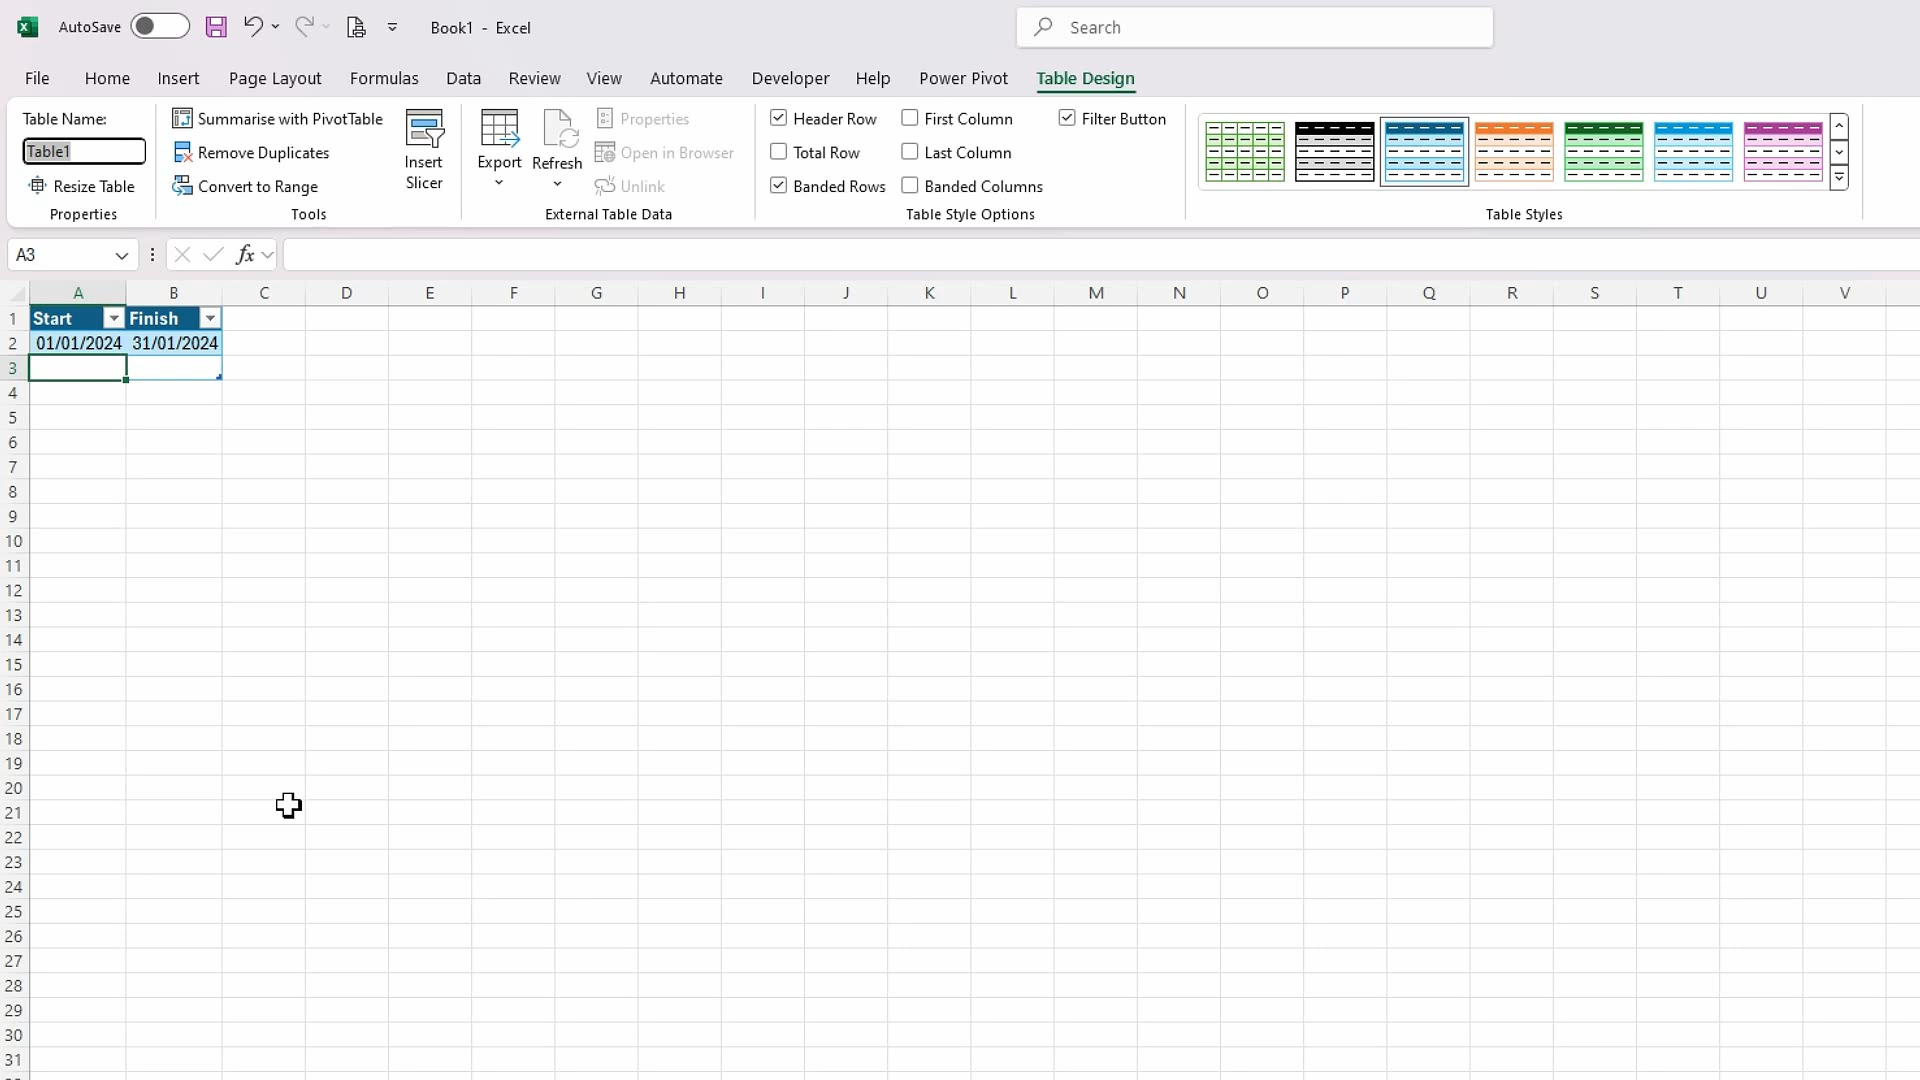 AutoSave Book1 - Excel Search
File Home Insert Page Layout Formulas Data Review View Automate Developer Help Power Pivot Table Design
Table Name:
Table1
Resize Table
Properties
Summarise with PivotTable
Remove Duplicates
Convert to Range
Tools
Insert
Slicer
Export
Refresh
Properties
Open in Browser
Unlink
External Table Data
Header Row
Total Row
Banded Rows
First Column
Last Column
Banded Columns
Filter Button
Table Style Options
Table Styles
A3 fx
A B C D E F G H I J K L M N O P Q R S T U V
1 Start Finish
2 01/01/2024 31/01/2024
3
4
5
6
7
8
9
10
11
12
13
14
15
16
17
18
19
20
21
22
23
24
25
26
27
28
29
30
31